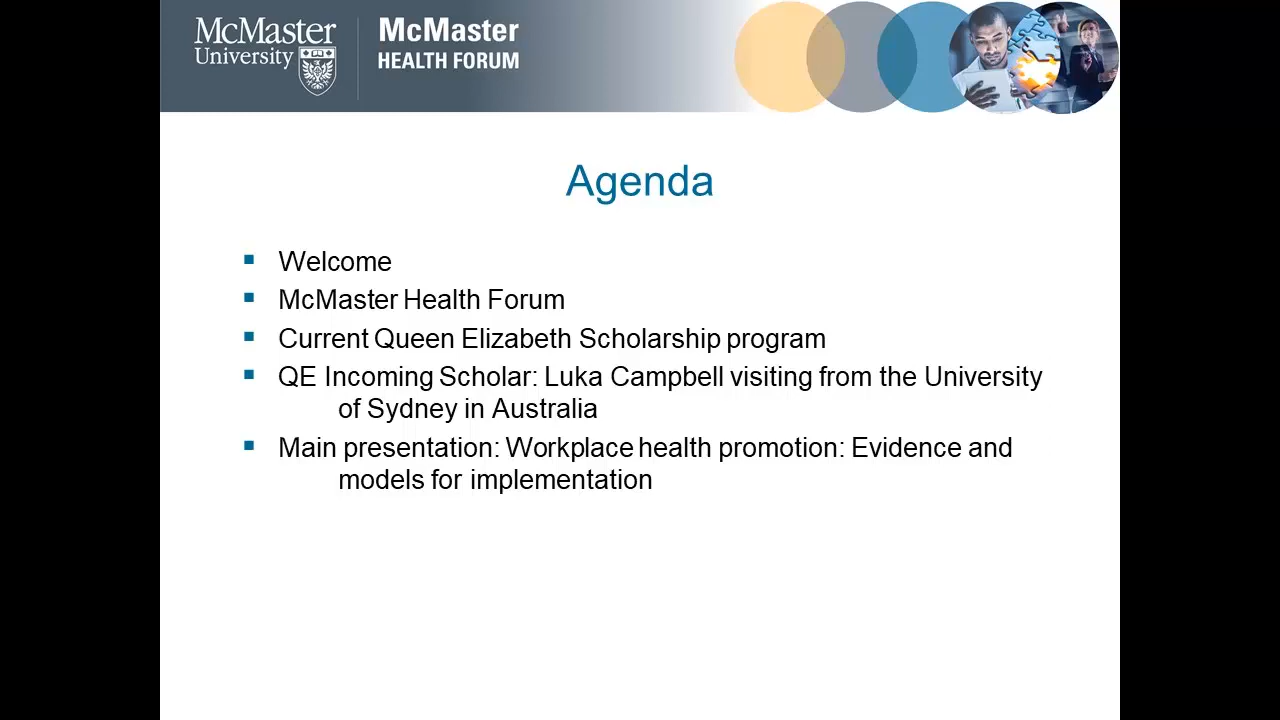 McMaster
University
McMaster
HEALTH FORUM
Agenda
Welcome
McMaster Health Forum
Current Queen Elizabeth Scholarship program
QE Incoming Scholar: Luka Campbell visiting from the University
of Sydney in Australia
Main presentation: Workplace health promotion: Evidence and
models for implementation